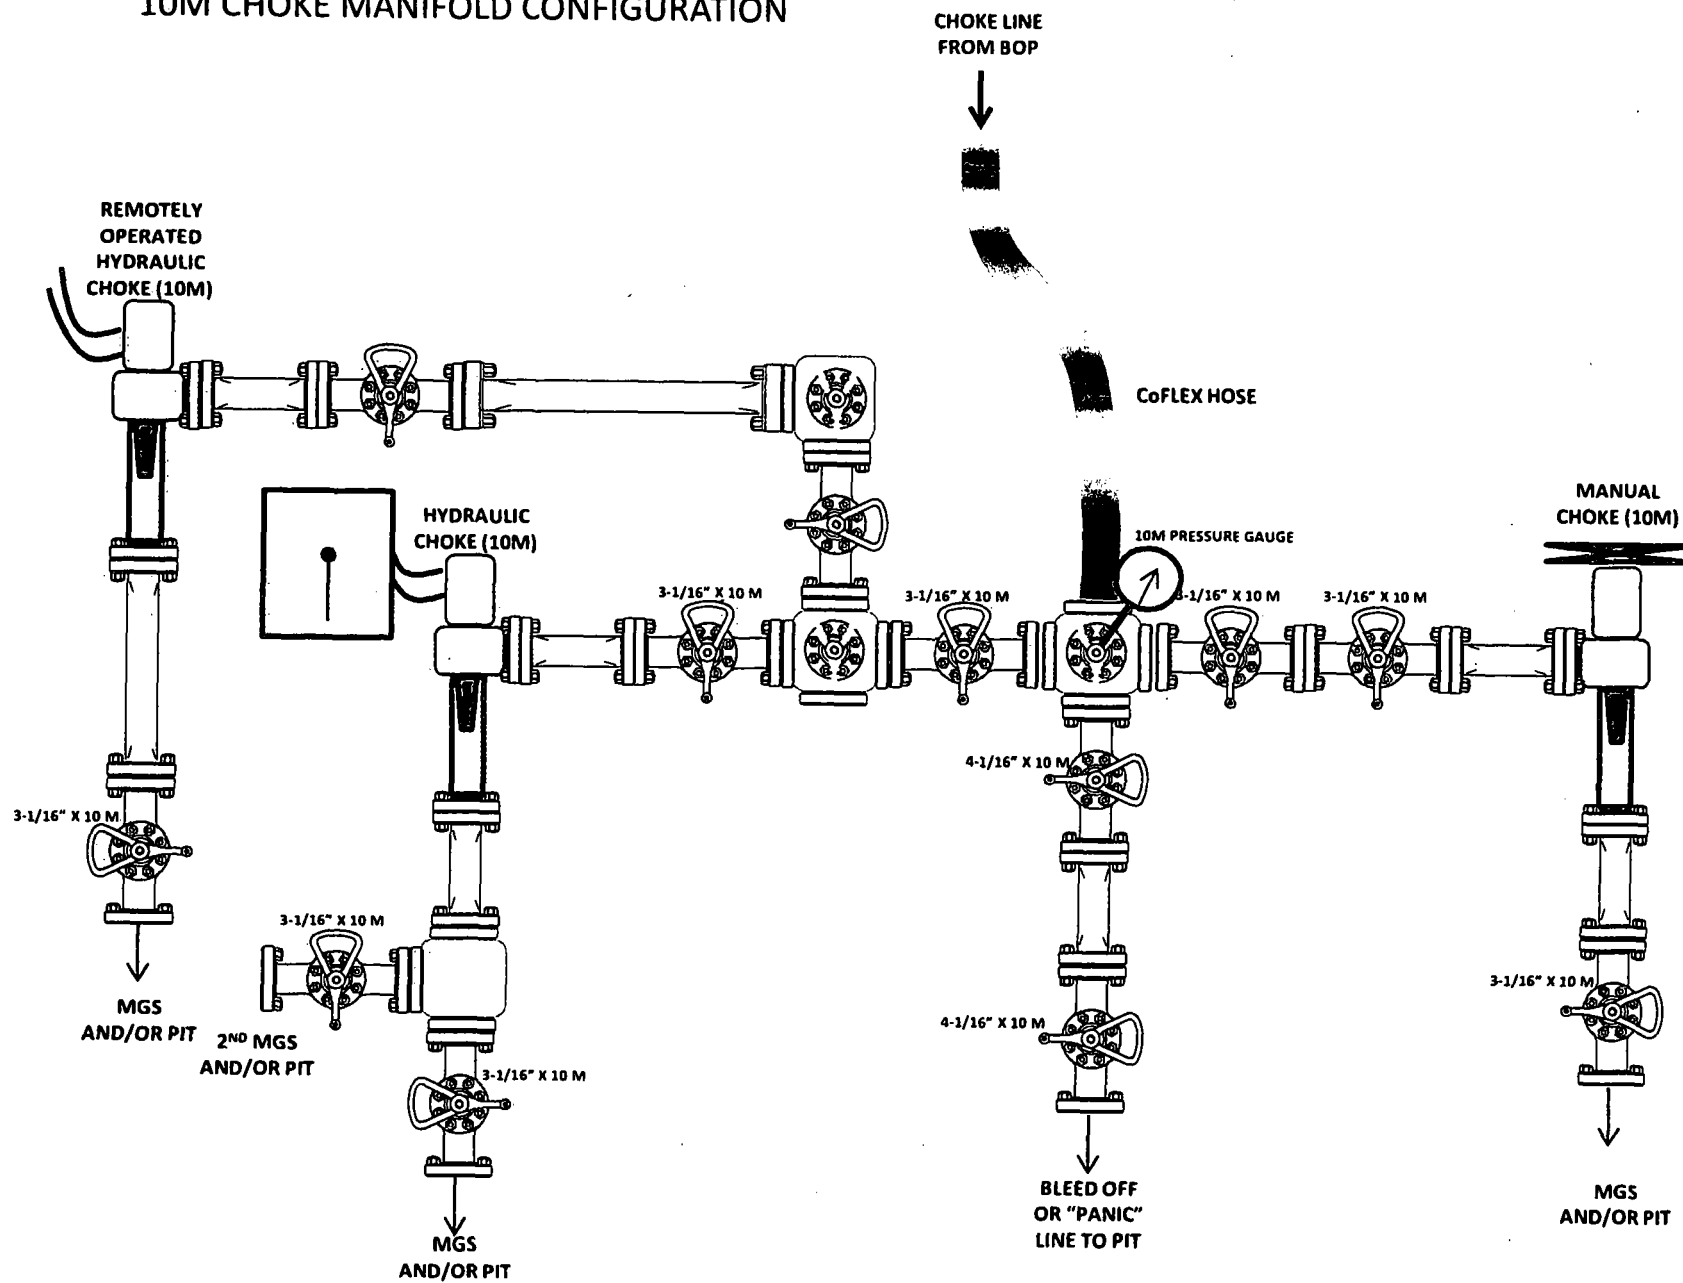 10M CHOKE MANIFOLD CONFIGURATION
CHOKE LINE
FROM BOP
REMOTELY
OPERATED
HYDRAULIC
CHOKE (10M)
CoFLEX HOSE
HYDRAULIC
CHOKE (10M)
MANUAL
CHOKE (10M)
10M PRESSURE GAUGE
3-1/16" X 10 M
3-1/16" X 10 M
3-1/16" X 10 M
3-1/16" X 10 M
4-1/16" X 10 M
3-1/16" X 10 M
3-1/16" X 10 M
3-1/16" X 10 M
4-1/16" X 10 M
MGS
AND/OR PIT
2ND MGS
AND/OR PIT
3-1/16" X 10 M
BLEED OFF
OR "PANIC"
LINE TO PIT
MGS
AND/OR PIT
MGS
AND/OR PIT